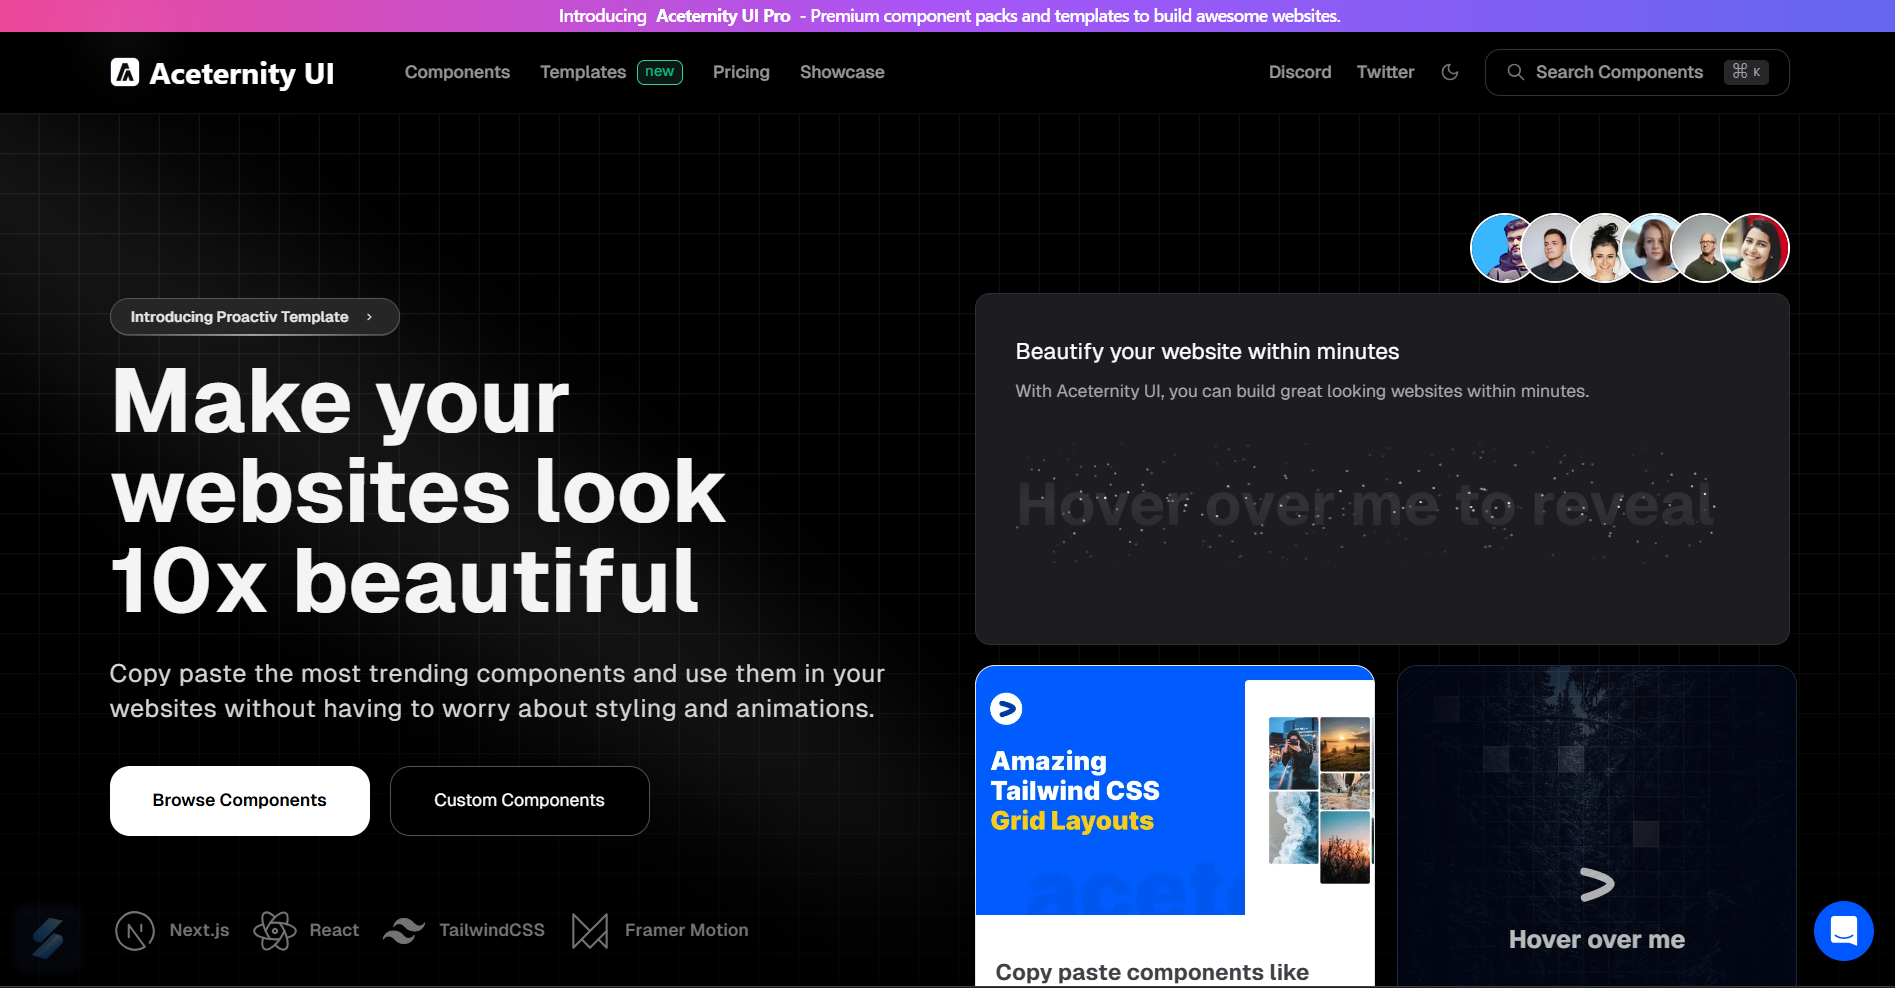 Introducing Aceternity UI Pro - Premium component packs and templates to build awesome websites.
Aceternity UI
Components
Templates new
Pricing
Showcase
Discord
Twitter
Search Components ⌘ K
Introducing Proactiv Template ›
Make your
websites look
10x beautiful
Copy paste the most trending components and use them in your
websites without having to worry about styling and animations.
Browse Components
Custom Components
Next.js
React
TailwindCSS
Framer Motion
Beautify your website within minutes
With Aceternity UI, you can build great looking websites within minutes.
Hover over me to reveal
Amazing
Tailwind CSS
Grid Layouts
acete
Copy paste components like
Hover over me